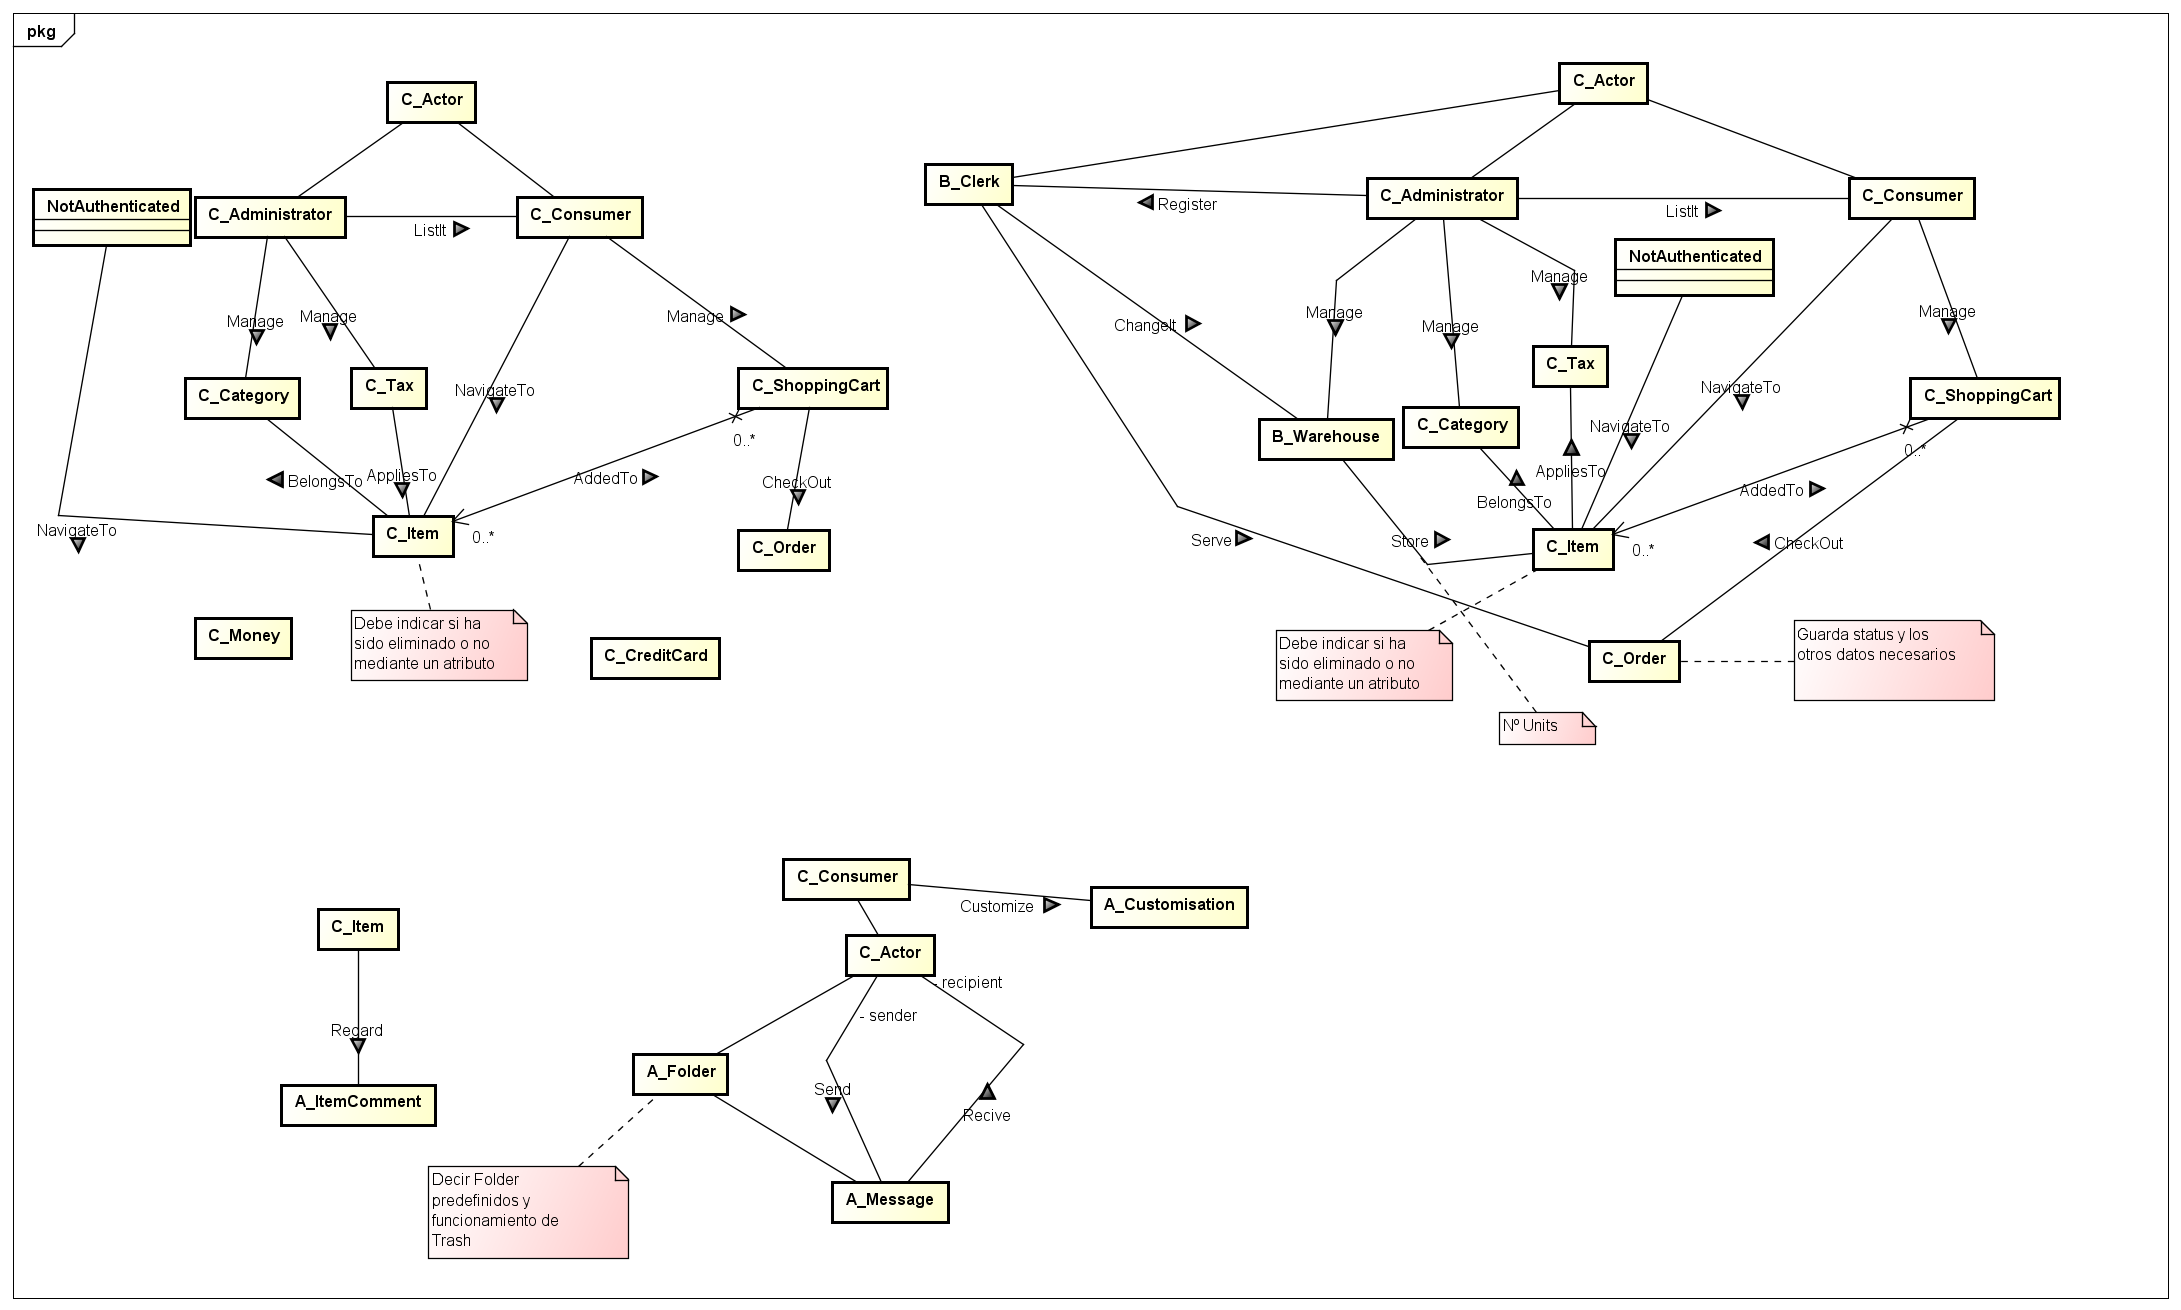 pkg
C_Actor
NotAuthenticated
C_Administrator
C_Consumer
ListIt
Manage
Manage
Manage
C_Category
C_Tax
NavigateTo
C_ShoppingCart
0..*
BelongsTo
AppliesTo
AddedTo
CheckOut
NavigateTo
C_Item
0..*
C_Order
C_Money
Debe indicar si ha
sido eliminado o no
mediante un atributo
C_CreditCard
C_Actor
B_Clerk
C_Administrator
C_Consumer
Register
ListIt
NotAuthenticated
Manage
Manage
Manage
Manage
ChangeIt
C_Tax
NavigateTo
C_ShoppingCart
B_Warehouse
C_Category
NavigateTo
0..*
AppliesTo
BelongsTo
AddedTo
Serve
Store
C_Item
0..*
CheckOut
Debe indicar si ha
sido eliminado o no
mediante un atributo
C_Order
Guarda status y los
otros datos necesarios
Nº Units
C_Consumer
Customize
A_Customisation
C_Item
C_Actor
- recipient
- sender
Regard
A_Folder
Send
A_ItemComment
Recive
Decir Folder
predefinidos y
funcionamiento de
Trash
A_Message